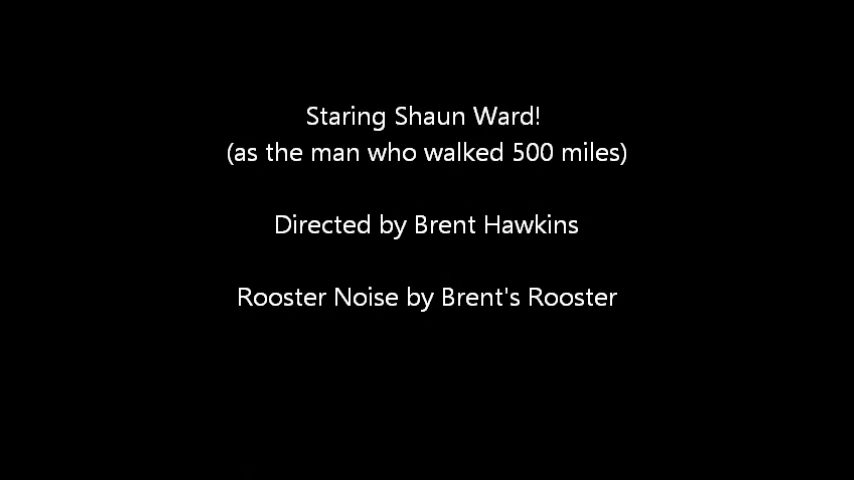 Staring Shaun Ward!
(as the man who walked 500 miles)
Directed by Brent Hawkins
Rooster Noise by Brent's Rooster